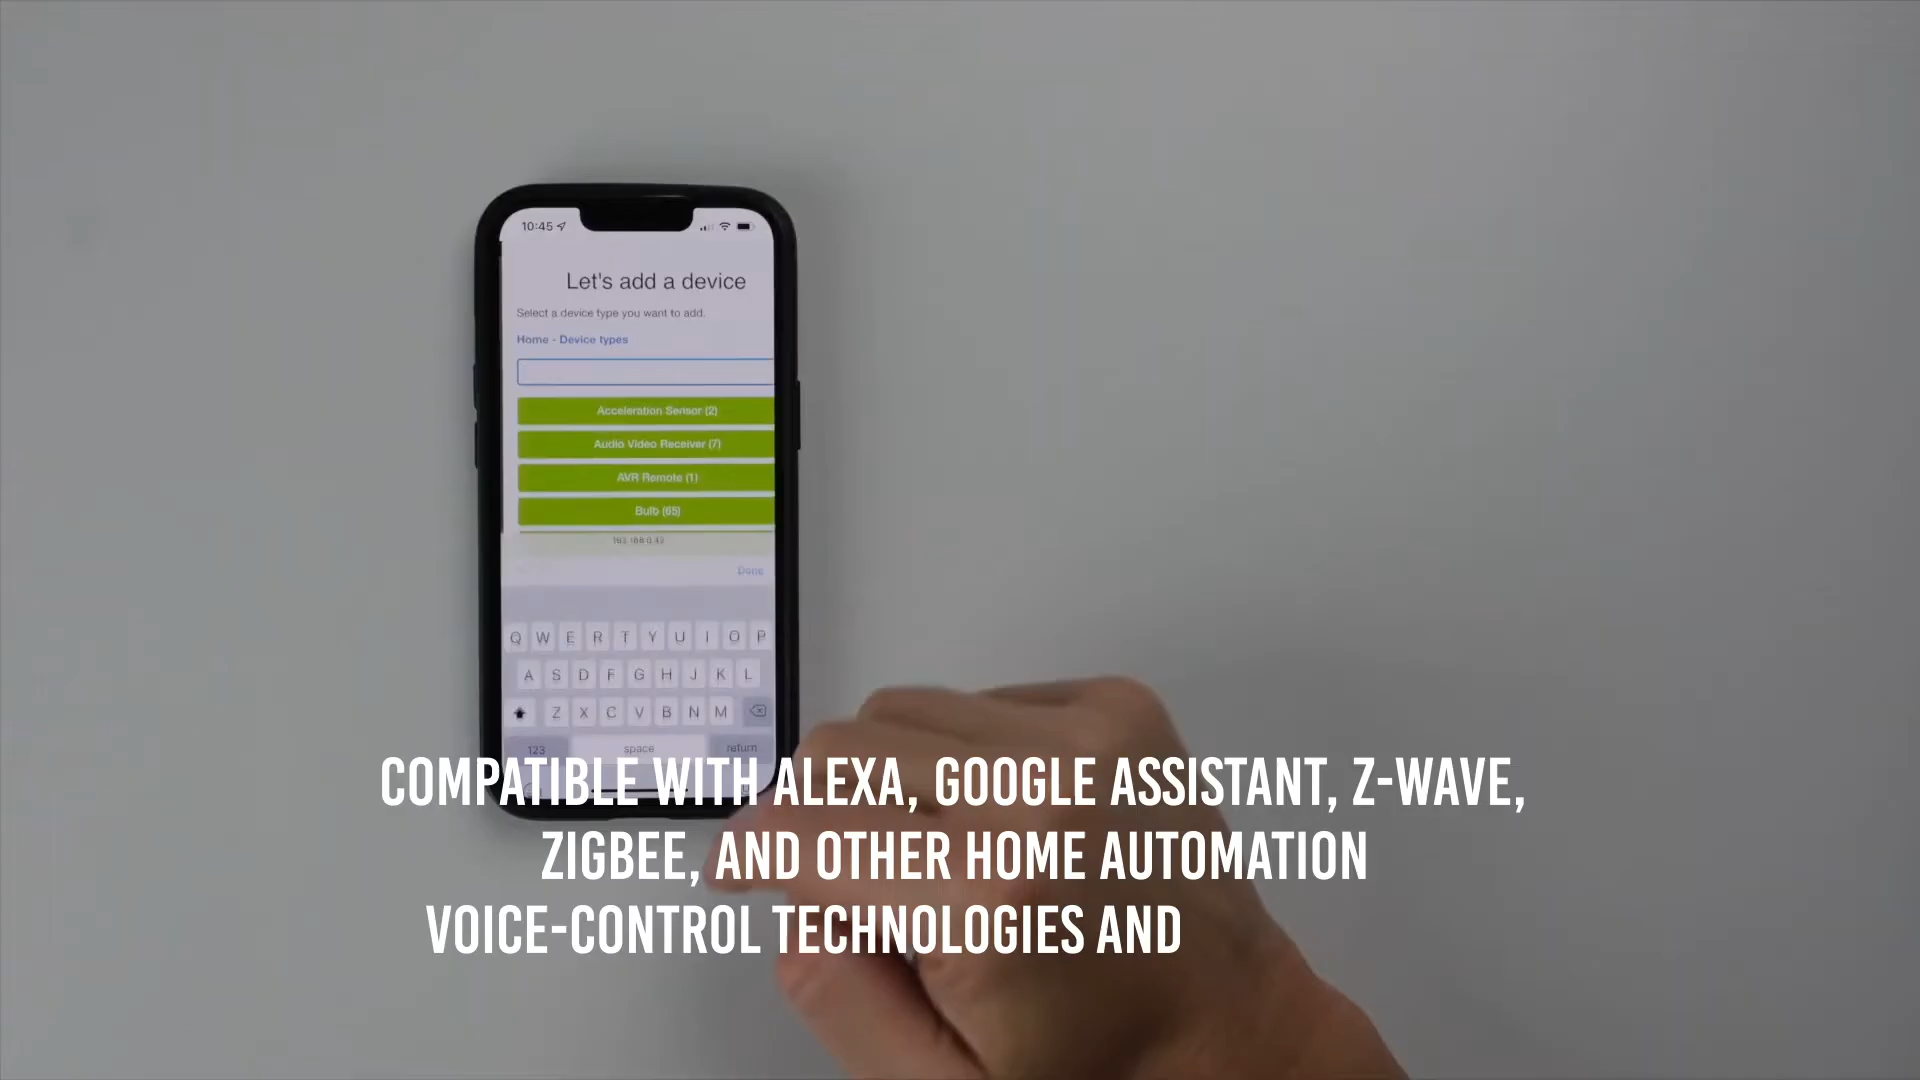 10:45
Let's add a device
Select a device type you want to add.
Home - Device types
Acceleration Sensor (2)
Audio Video Receiver (7)
AVR Remote (1)
Bulb (65)
Done
Q W E R T Y U I O P
A S D F G H J K L
Z X C V B N M
123 space return
COMPATIBLE WITH ALEXA, GOOGLE ASSISTANT, Z-WAVE,
ZIGBEE, AND OTHER HOME AUTOMATION
VOICE-CONTROL TECHNOLOGIES AND